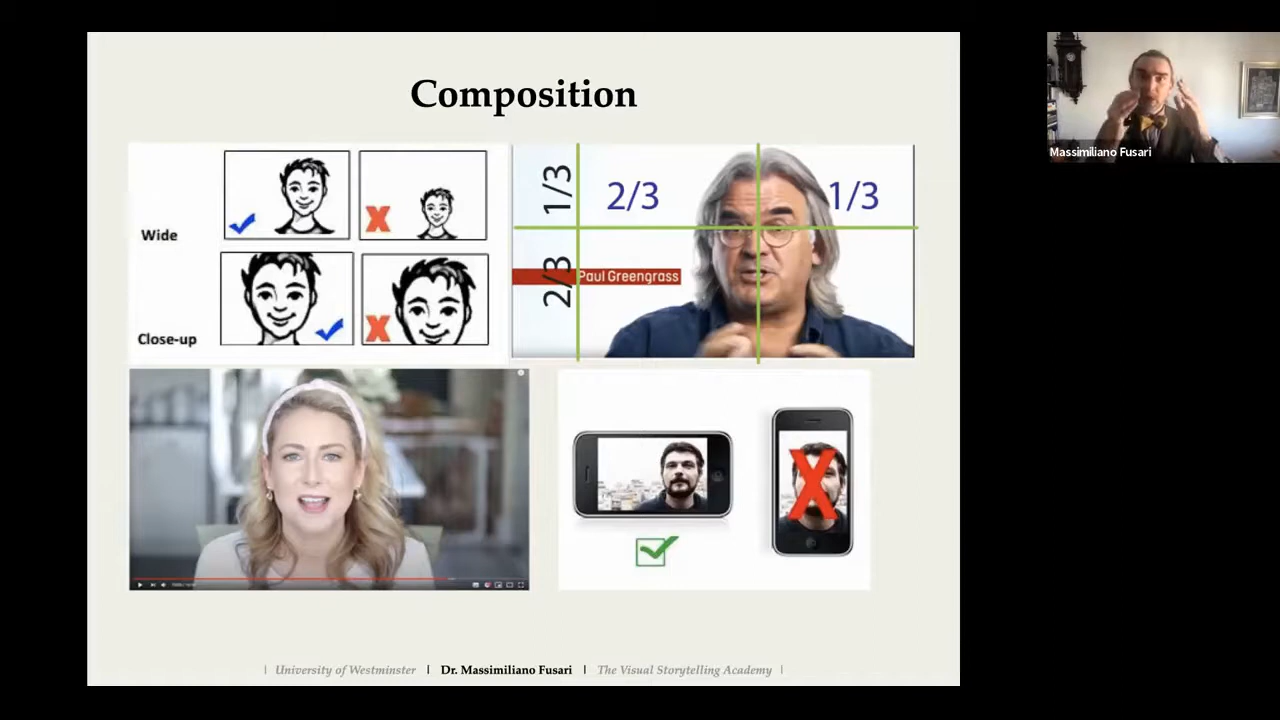 Composition
Massimiliano Fusari
Wide
Close-up
1/3
2/3
1/3
2/3
Paul Greengrass
X
| University of Westminster | Dr. Massimiliano Fusari | The Visual Storytelling Academy |